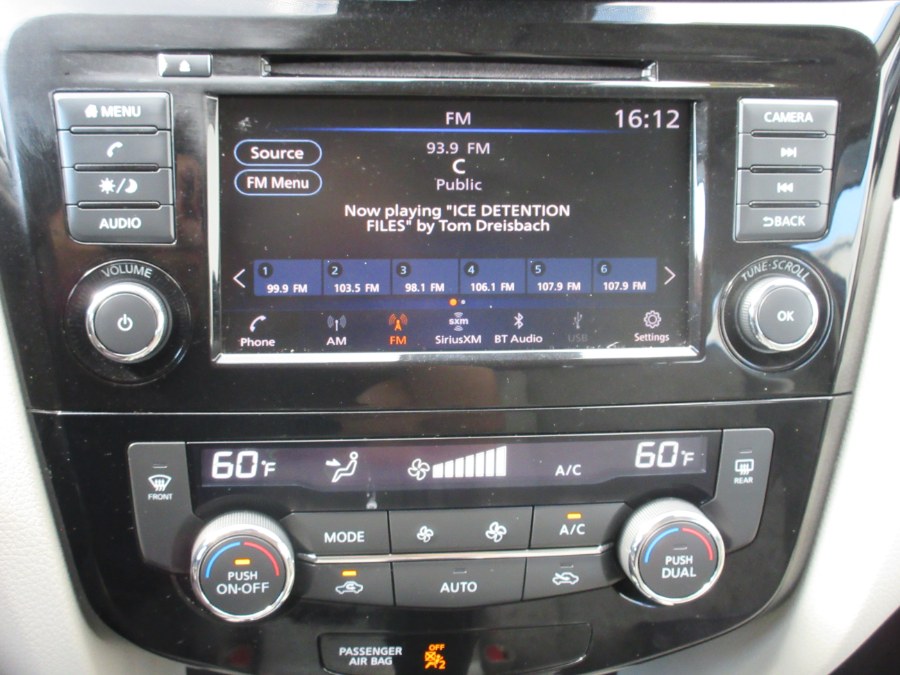 MENU
AUDIO
VOLUME
FM
16:12
Source
FM Menu
93.9 FM
C
Public
Now playing "ICE DETENTION
FILES" by Tom Dreisbach
1 2 3 4 5 6
99.9 FM 103.5 FM 98.1 FM 106.1 FM 107.9 FM 107.9 FM
Phone AM FM sxm SiriusXM BT Audio USB Settings
CAMERA
BACK
TUNE·SCROLL
OK
60°F
A/C
60°F
FRONT
REAR
MODE
A/C
PUSH
ON·OFF
AUTO
PUSH
DUAL
PASSENGER
AIR BAG
OFF
2